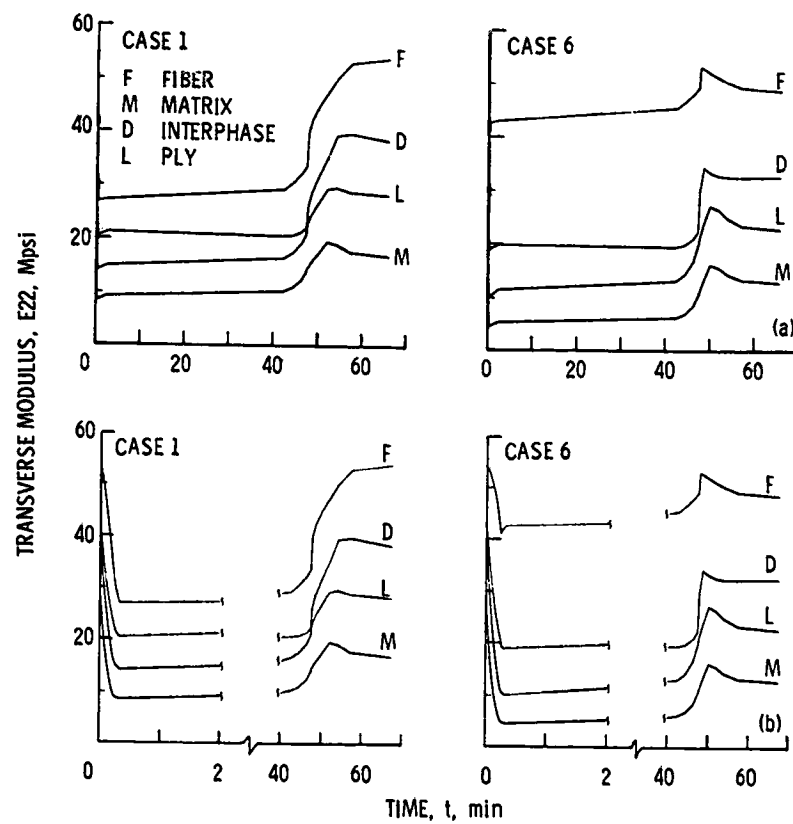 60
40
20
0
CASE 1
F FIBER
M MATRIX
D INTERPHASE
L PLY
F
D
L
M
0 20 40 60
CASE 6
F
D
L
M
(a)
0 20 40 60
TRANSVERSE MODULUS, E22, Mpsi
60
40
20
0
CASE 1
F
D
L
M
2 40 60
CASE 6
F
D
L
M
(b)
0 2 40 60
TIME, t, min